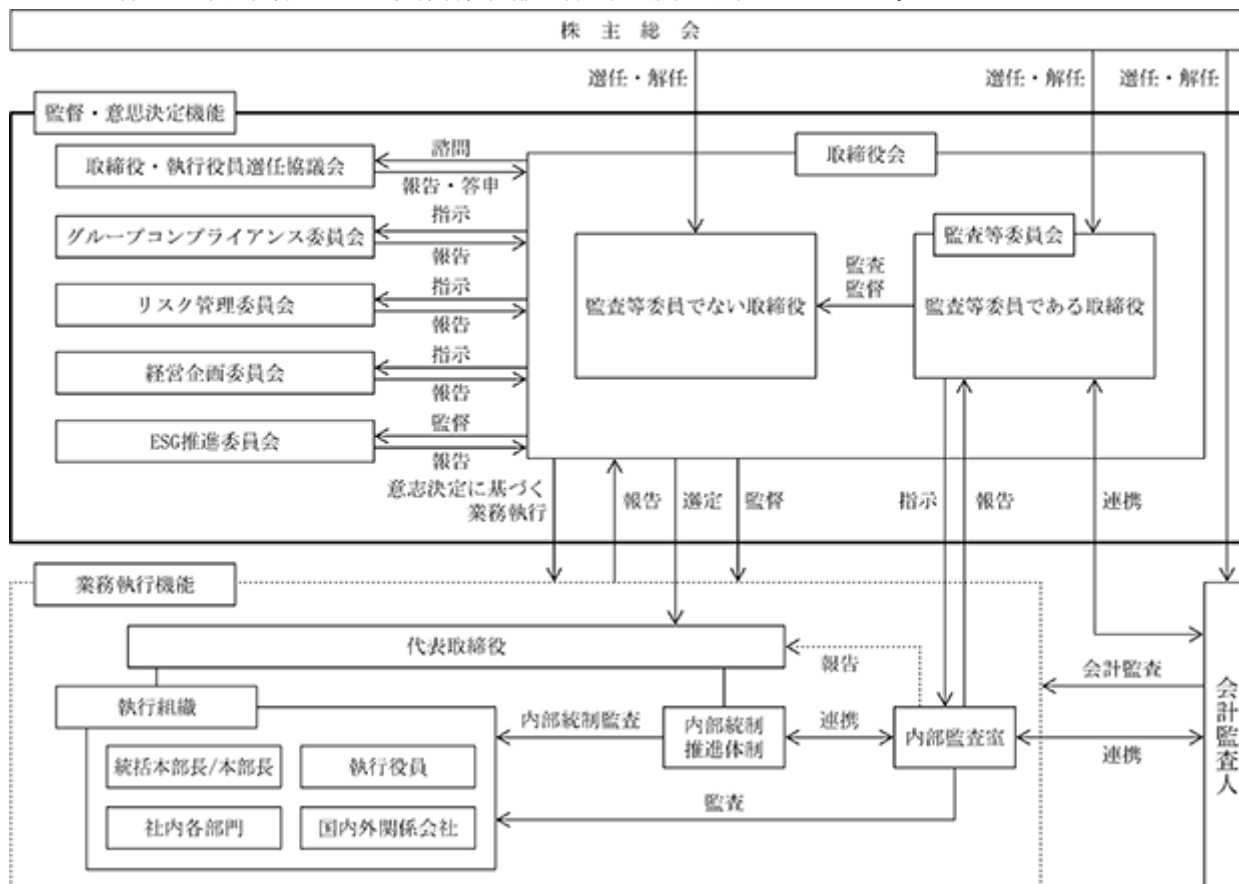 株主総会
選任・解任
選任・解任
選任・解任
監督・意思決定機能
取締役会
取締役・執行役員選任協議会
諮問
報告・答申
グループコンプライアンス委員会
指示
報告
リスク管理委員会
指示
報告
経営企画委員会
指示
報告
ESG推進委員会
監督
報告
監査等委員でない取締役
監査
監督
監査等委員会
監査等委員である取締役
意志決定に基づく
業務執行
報告
選定
監督
指示
報告
連携
業務執行機能
代表取締役
報告
会計監査
会計監査人
執行組織
内部統制監査
内部統制
推進体制
連携
内部監査室
連携
統括本部長/本部長
執行役員
監査
社内各部門
国内外関係会社